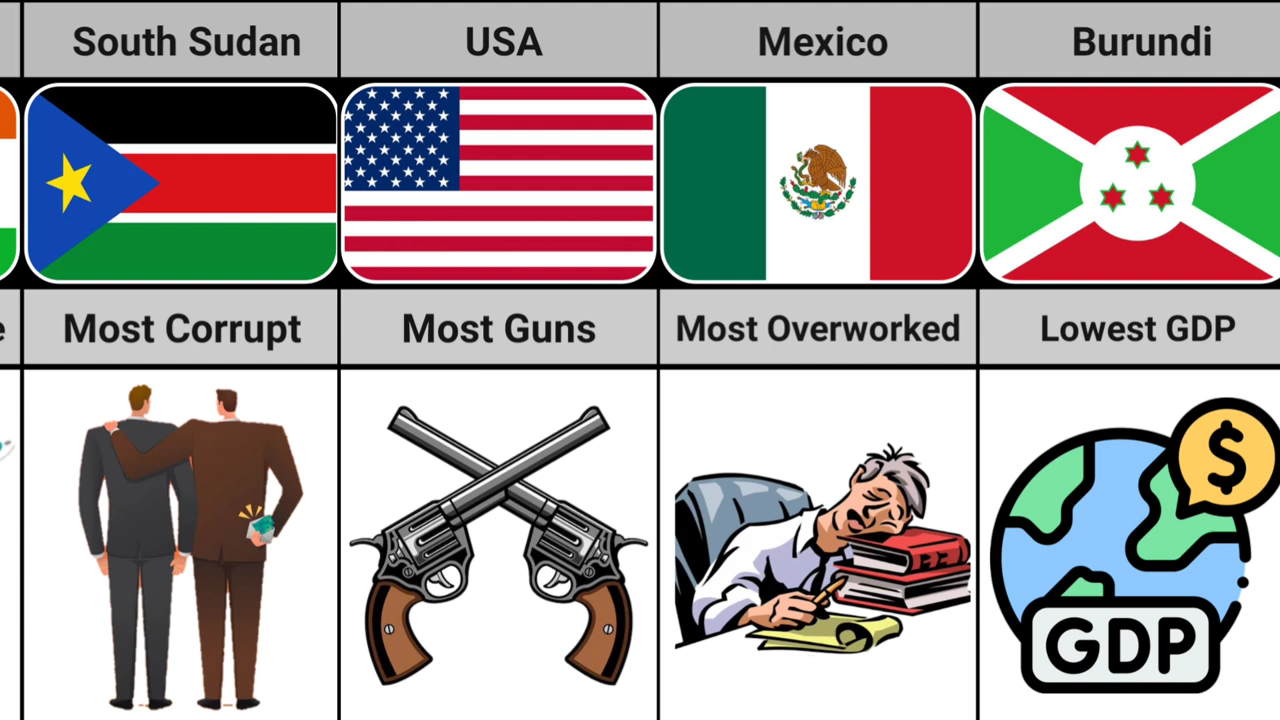 South Sudan
USA
Mexico
Burundi
e
Most Corrupt
Most Guns
Most Overworked
Lowest GDP
$
GDP